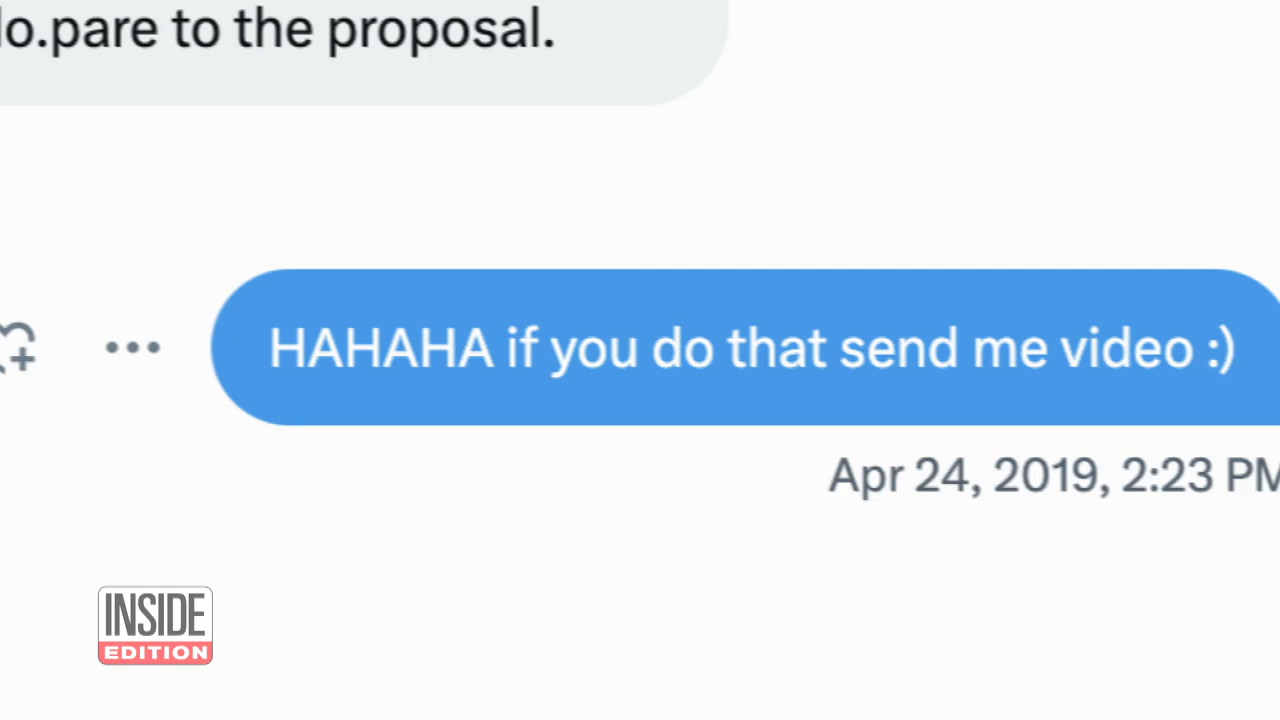 lo.pare to the proposal.
HAHAHA if you do that send me video :)
Apr 24, 2019, 2:23 PM
INSIDE
EDITION